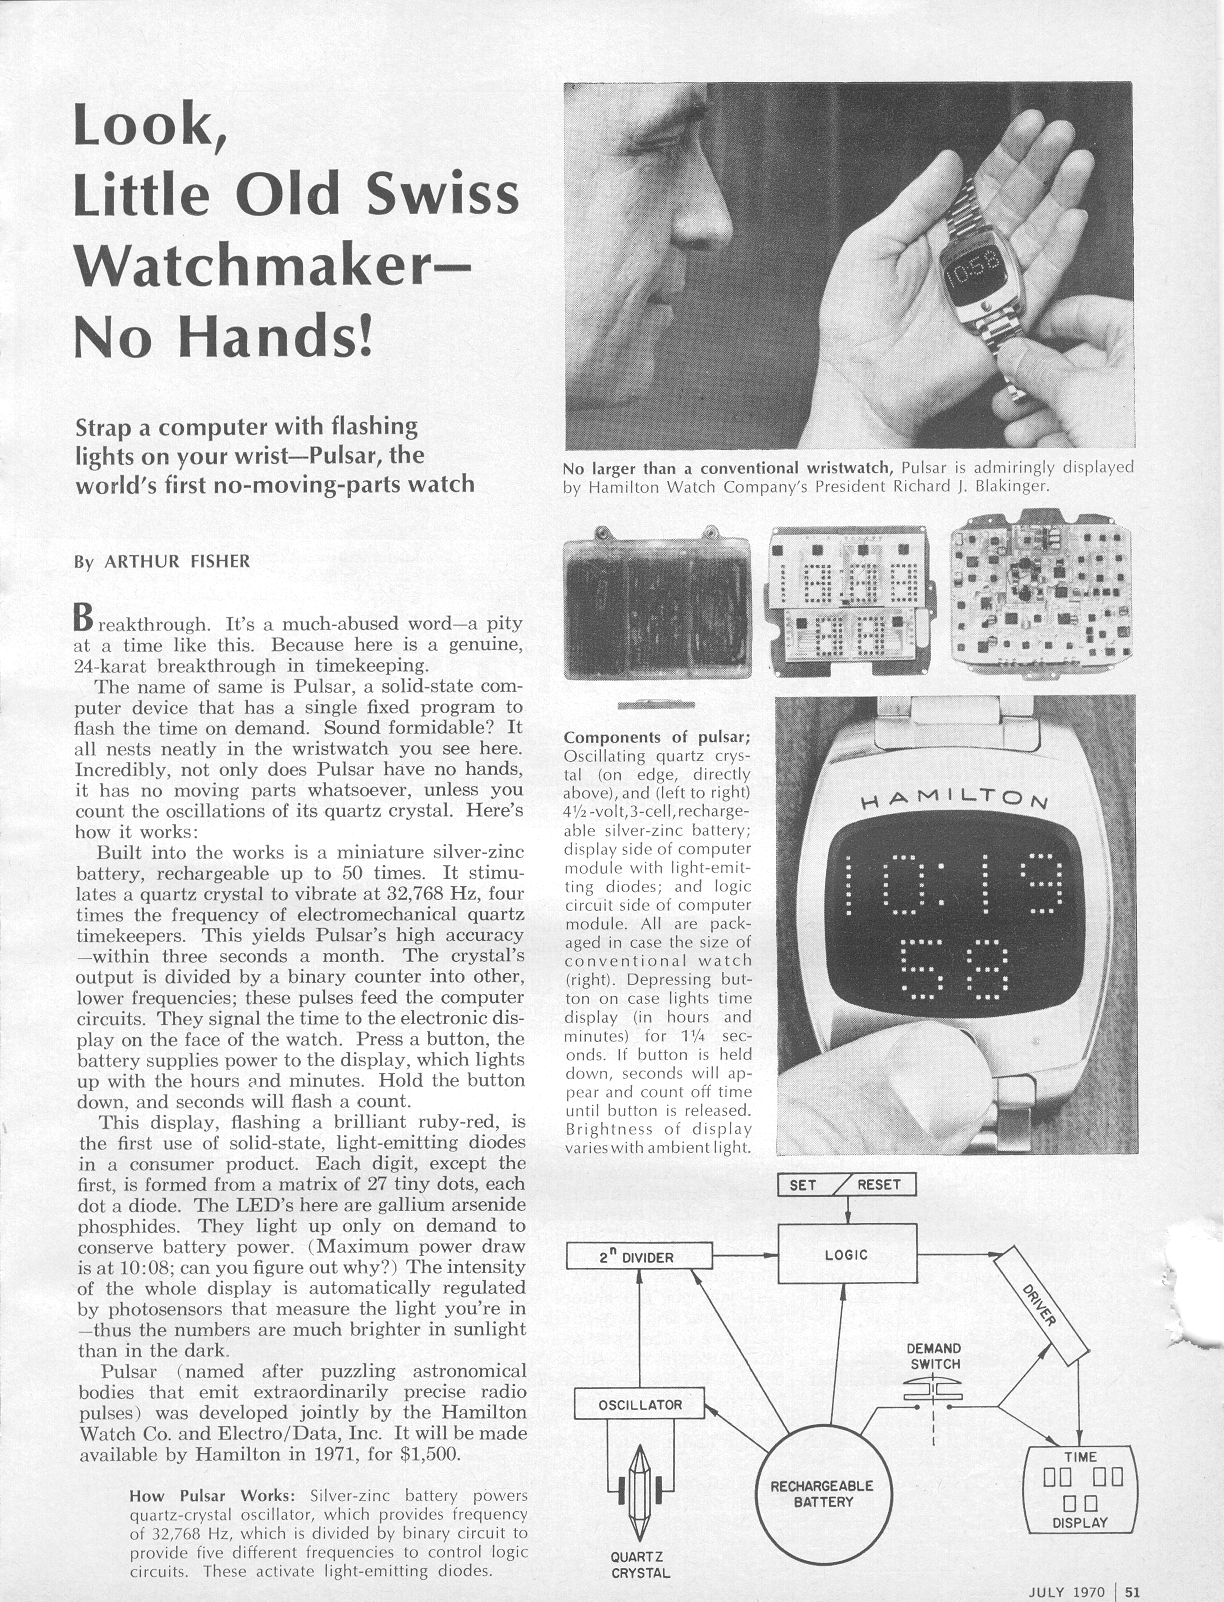 Look,
Little Old Swiss
Watchmaker—
No Hands!
Strap a computer with flashing
lights on your wrist—Pulsar, the
world's first no-moving-parts watch
By ARTHUR FISHER
Breakthrough. It's a much-abused word—a pity
at a time like this. Because here is a genuine,
24-karat breakthrough in timekeeping.
The name of same is Pulsar, a solid-state com-
puter device that has a single fixed program to
flash the time on demand. Sound formidable? It
all nests neatly in the wristwatch you see here.
Incredibly, not only does Pulsar have no hands,
it has no moving parts whatsoever, unless you
count the oscillations of its quartz crystal. Here's
how it works:
Built into the works is a miniature silver-zinc
battery, rechargeable up to 50 times. It stimu-
lates a quartz crystal to vibrate at 32,768 Hz, four
times the frequency of electromechanical quartz
timekeepers. This yields Pulsar's high accuracy
—within three seconds a month. The crystal's
output is divided by a binary counter into other,
lower frequencies; these pulses feed the computer
circuits. They signal the time to the electronic dis-
play on the face of the watch. Press a button, the
battery supplies power to the display, which lights
up with the hours and minutes. Hold the button
down, and seconds will flash a count.
This display, flashing a brilliant ruby-red, is
the first use of solid-state, light-emitting diodes
in a consumer product. Each digit, except the
first, is formed from a matrix of 27 tiny dots, each
dot a diode. The LED's here are gallium arsenide
phosphides. They light up only on demand to
conserve battery power. (Maximum power draw
is at 10:08; can you figure out why?) The intensity
of the whole display is automatically regulated
by photosensors that measure the light you're in
—thus the numbers are much brighter in sunlight
than in the dark.
Pulsar (named after puzzling astronomical
bodies that emit extraordinarily precise radio
pulses) was developed jointly by the Hamilton
Watch Co. and Electro/Data, Inc. It will be made
available by Hamilton in 1971, for $1,500.
How Pulsar Works: Silver-zinc battery powers
quartz-crystal oscillator, which provides frequency
of 32,768 Hz, which is divided by binary circuit to
provide five different frequencies to control logic
circuits. These activate light-emitting diodes.
10:58
No larger than a conventional wristwatch, Pulsar is admiringly displayed
by Hamilton Watch Company's President Richard J. Blakinger.
18:88
88
Components of pulsar;
Oscillating quartz crys-
tal (on edge, directly
above), and (left to right)
4½-volt,3-cell,recharge-
able silver-zinc battery;
display side of computer
module with light-emit-
ting diodes; and logic
circuit side of computer
module. All are pack-
aged in case the size of
conventional watch
(right). Depressing but-
ton on case lights time
display (in hours and
minutes) for 1¼ sec-
onds. If button is held
down, seconds will ap-
pear and count off time
until button is released.
Brightness of display
varies with ambient light.
HAMILTON
10:19
58
SET / RESET
2ⁿ DIVIDER
LOGIC
DRIVER
DEMAND
SWITCH
OSCILLATOR
RECHARGEABLE
BATTERY
TIME
DISPLAY
QUARTZ
CRYSTAL
JULY 1970 | 51